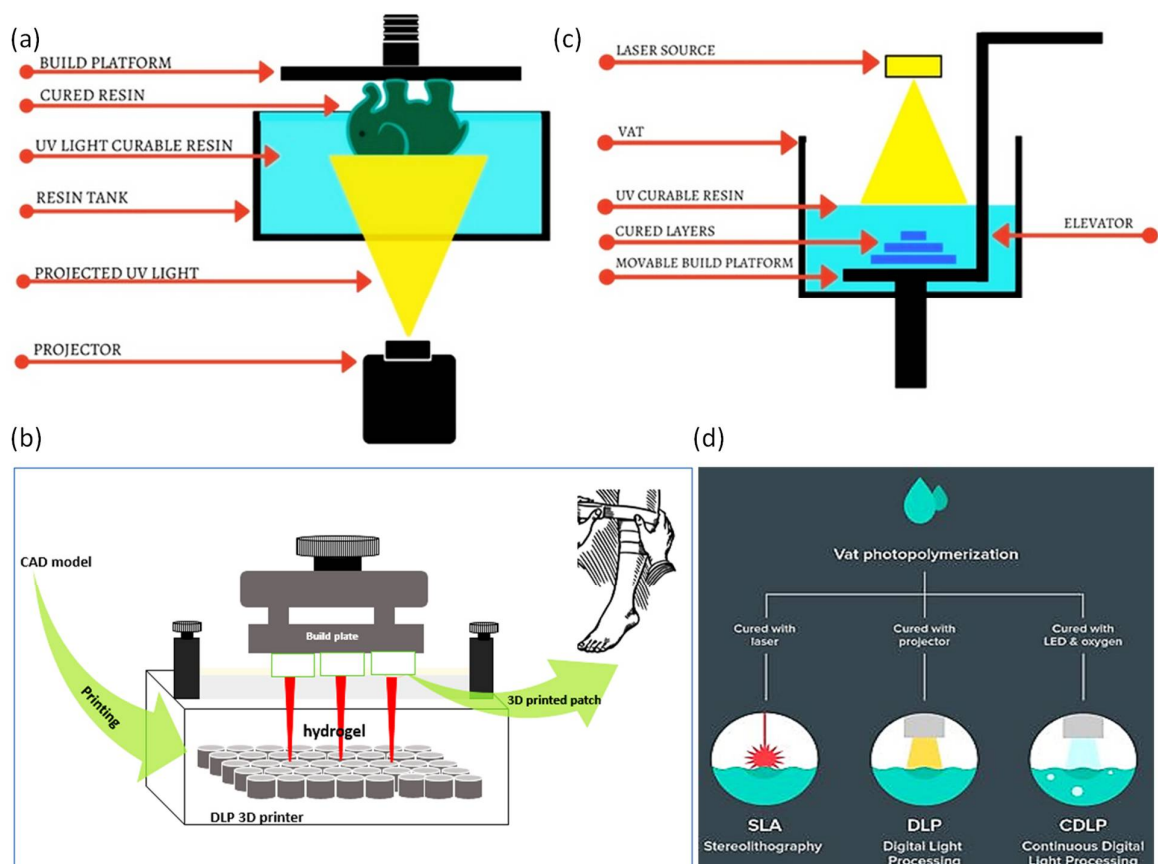 (a)
BUILD PLATFORM
CURED RESIN
UV LIGHT CURABLE RESIN
RESIN TANK
PROJECTED UV LIGHT
PROJECTOR
(c)
LASER SOURCE
VAT
UV CURABLE RESIN
CURED LAYERS
MOVABLE BUILD PLATFORM
ELEVATOR
(b)
CAD model
Printing
Build plate
hydrogel
3D printed patch
DLP 3D printer
(d)
Vat photopolymerization
Cured with
laser
Cured with
projector
Cured with
LED & oxygen
SLA
Stereolithography
DLP
Digital Light
Processing
CDLP
Continuous Digital
Light Processing